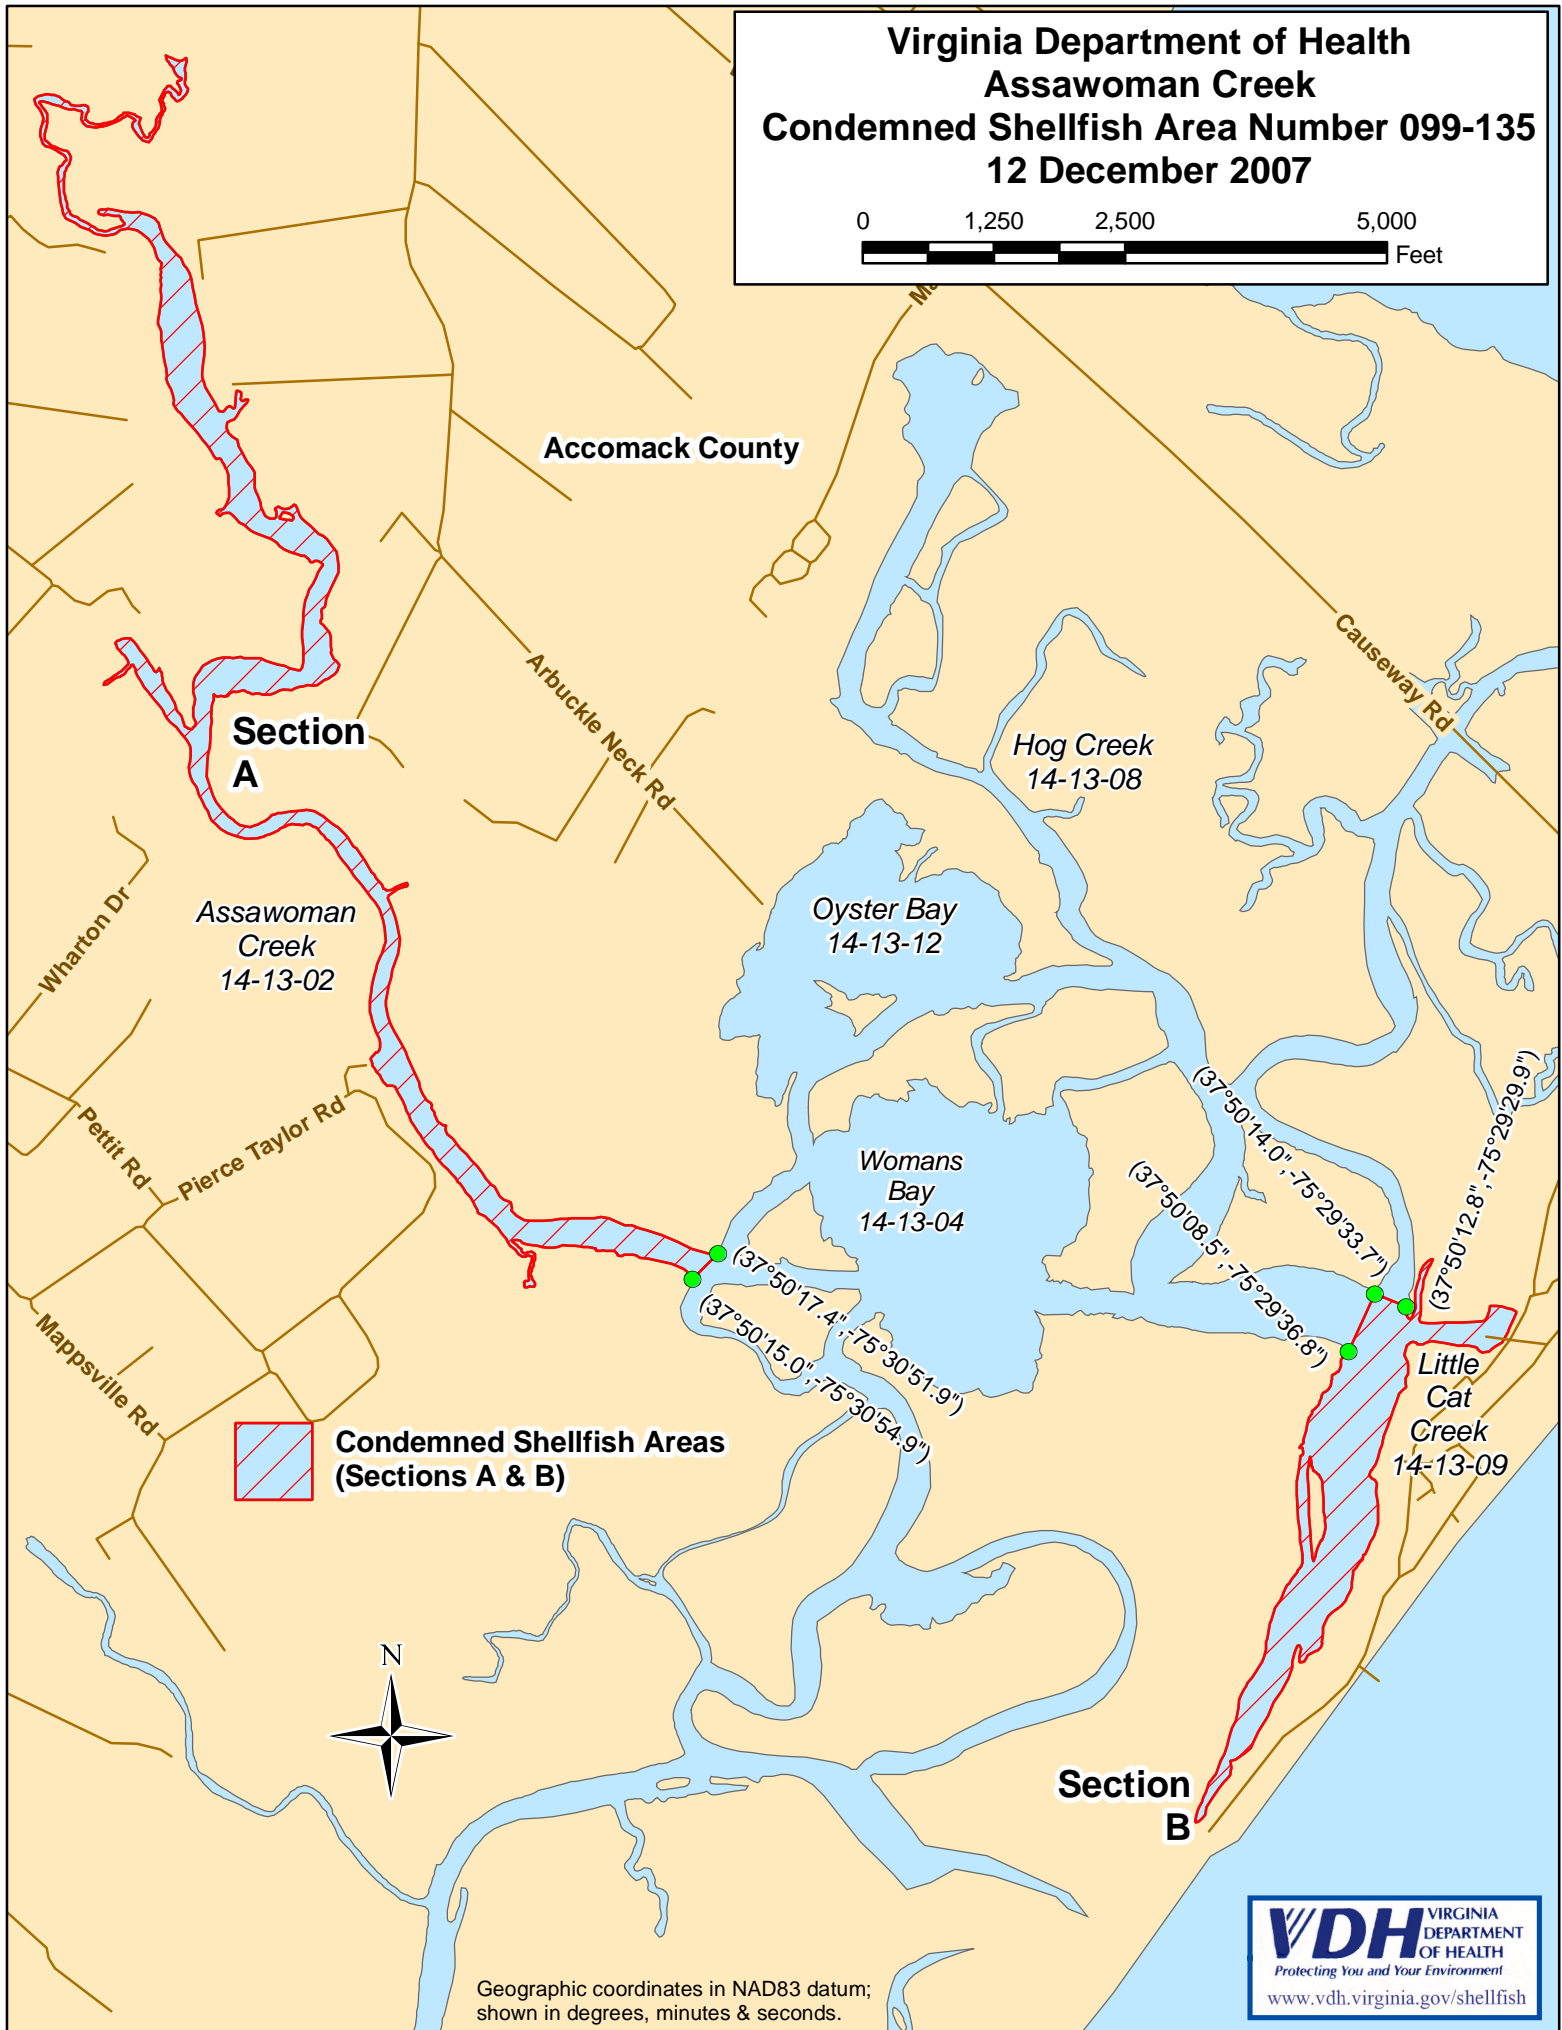 Virginia Department of Health
Assawoman Creek
Condemned Shellfish Area Number 099-135
12 December 2007
0 1,250 2,500 5,000
Feet
Accomack County
Causeway Rd
Arbuckle Neck Rd
Section
A
Hog Creek
14-13-08
Oyster Bay
14-13-12
Assawoman
Creek
14-13-02
Wharton Dr
Pettit Rd
Pierce Taylor Rd
Womans
Bay
14-13-04
(37°50'14.0",-75°29'33.7")
(37°50'12.8",-75°29'29.9")
(37°50'08.5",-75°29'36.8")
(37°50'17.4",-75°30'51.9")
(37°50'15.0",-75°30'54.9")
Mappsville Rd
Little
Cat
Creek
14-13-09
Condemned Shellfish Areas
(Sections A & B)
N
Section
B
Geographic coordinates in NAD83 datum;
shown in degrees, minutes & seconds.
VDH
VIRGINIA
DEPARTMENT
OF HEALTH
Protecting You and Your Environment
www.vdh.virginia.gov/shellfish